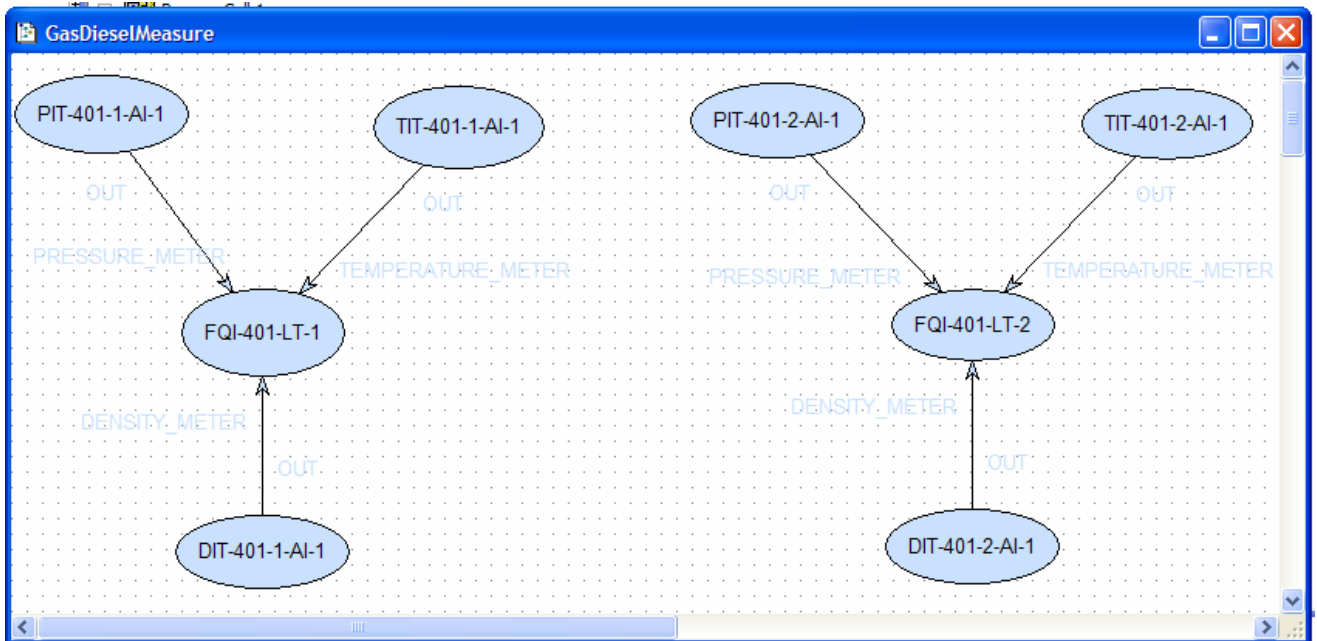 GasDieselMeasure
PIT-401-1-AI-1
TIT-401-1-AI-1
PIT-401-2-AI-1
TIT-401-2-AI-1
OUT
OUT
OUT
OUT
PRESSURE_METER
TEMPERATURE_METER
PRESSURE_METER
TEMPERATURE_METER
FQI-401-LT-1
FQI-401-LT-2
DENSITY_METER
DENSITY_METER
OUT
OUT
DIT-401-1-AI-1
DIT-401-2-AI-1